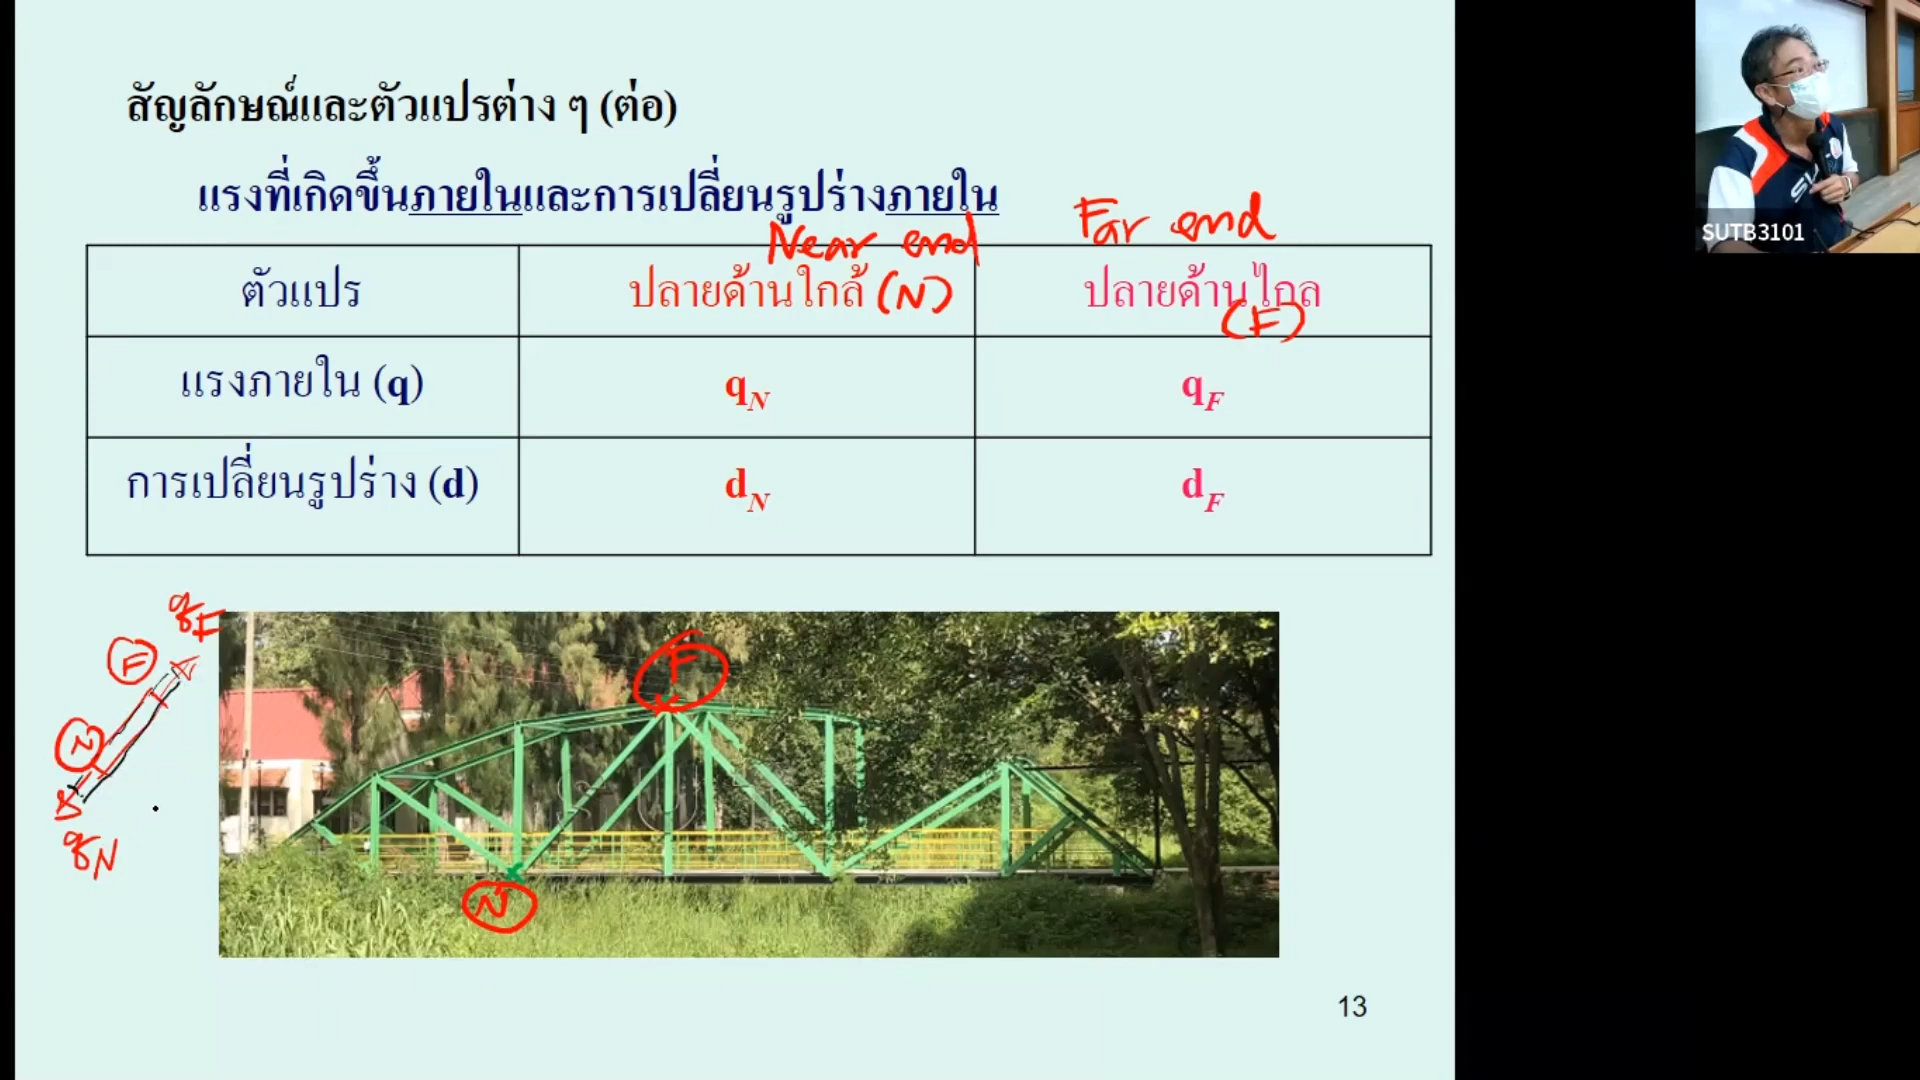 สัญลักษณ์และตัวแปรต่าง ๆ (ต่อ)
แรงที่เกิดขึ้นภายในและการเปลี่ยนรูปร่างภายใน
Near end
Far end
ตัวแปร
ปลายด้านใกล้ (N)
ปลายด้านไกล
(F)
แรงภายใน (q)
qN
qF
การเปลี่ยนรูปร่าง (d)
dN
dF
qF
F
N
qN
F
N
13
SUTB3101